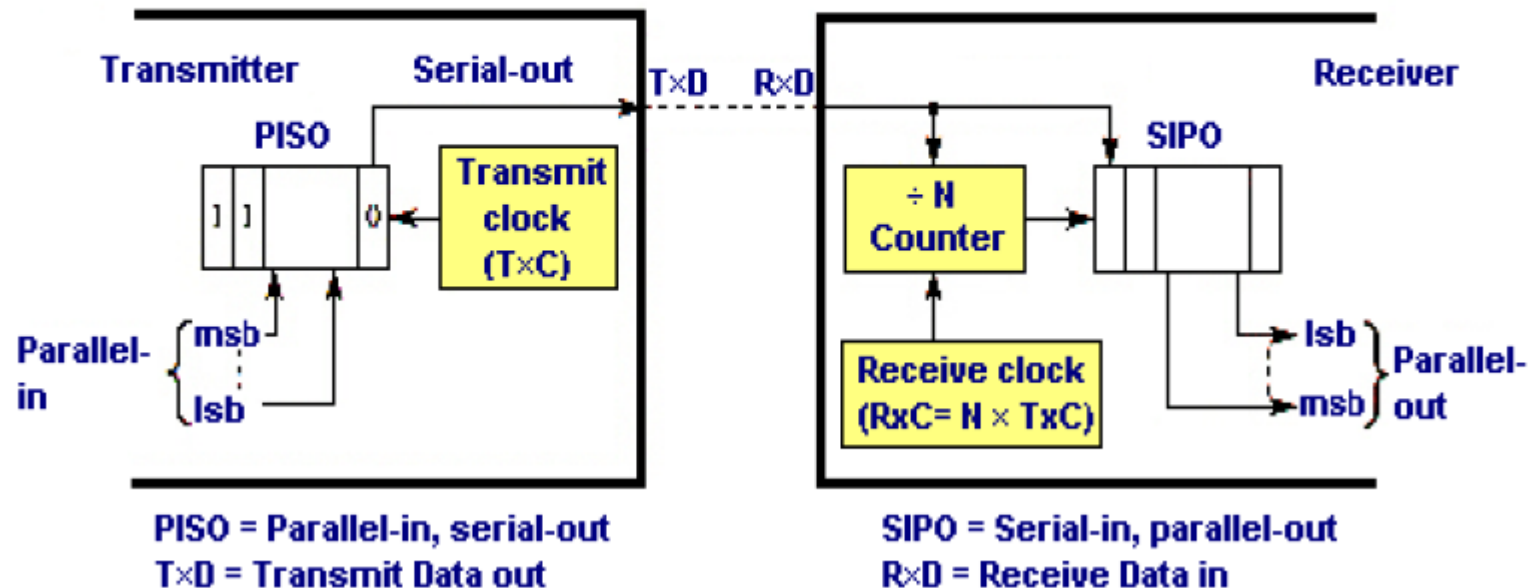 Transmitter
Serial-out
T×D
R×D
Receiver
PISO
SIPO
Transmit
clock
(T×C)
÷ N
Counter
] ] 0
Parallel-
in
msb
lsb
Receive clock
(RxC= N × TxC)
lsb
msb
Parallel-
out
PISO = Parallel-in, serial-out
T×D = Transmit Data out
SIPO = Serial-in, parallel-out
R×D = Receive Data in